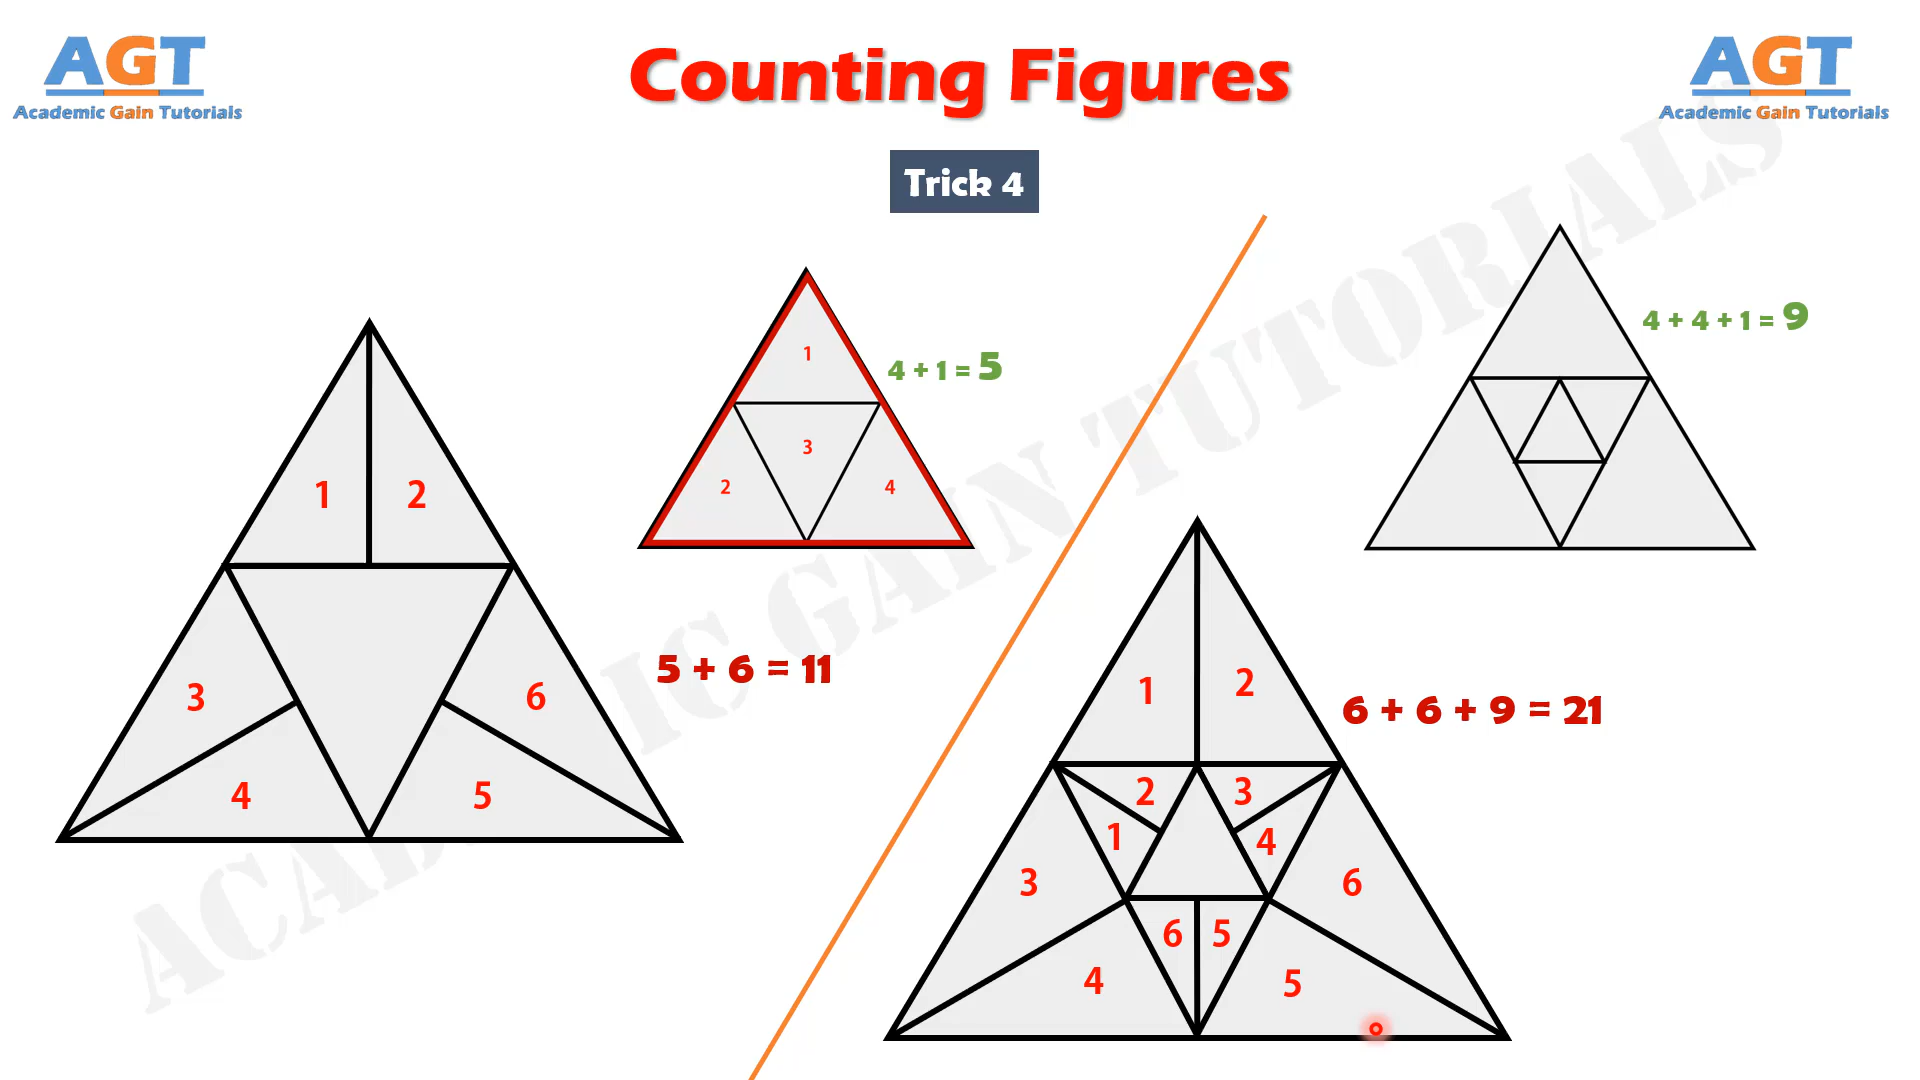 AGT
Academic Gain Tutorials
Counting Figures
AGT
Academic Gain Tutorials
Trick 4
ACADEMIC GAIN TUTORIALS
1
3
2
4
4 + 1 = 5
4 + 4 + 1 = 9
1
2
3
4
5
6
5 + 6 = 11
1
2
2
3
1
4
3
6
6
5
4
5
6 + 6 + 9 = 21